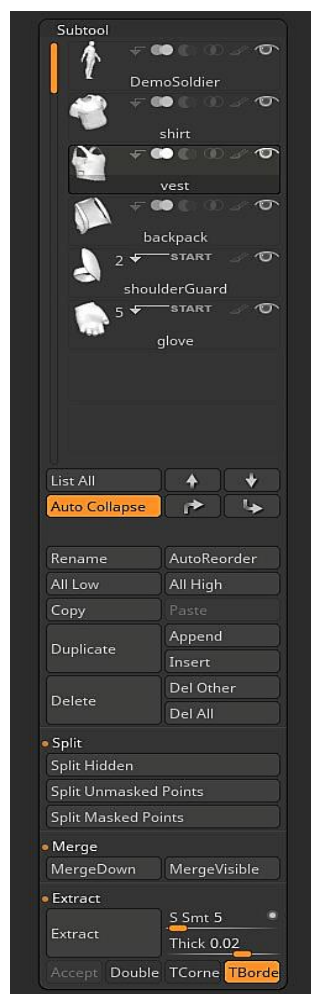 Subtool
DemoSoldier
shirt
vest
backpack
2 START
shoulderGuard
5 START
glove
List All
Auto Collapse
Rename AutoReorder
All Low All High
Copy Paste
Duplicate Append
Insert
Delete Del Other
Del All
Split
Split Hidden
Split Unmasked Points
Split Masked Points
Merge
MergeDown MergeVisible
Extract
Extract S Smt 5
Thick 0.02
Accept Double TCorne TBorde